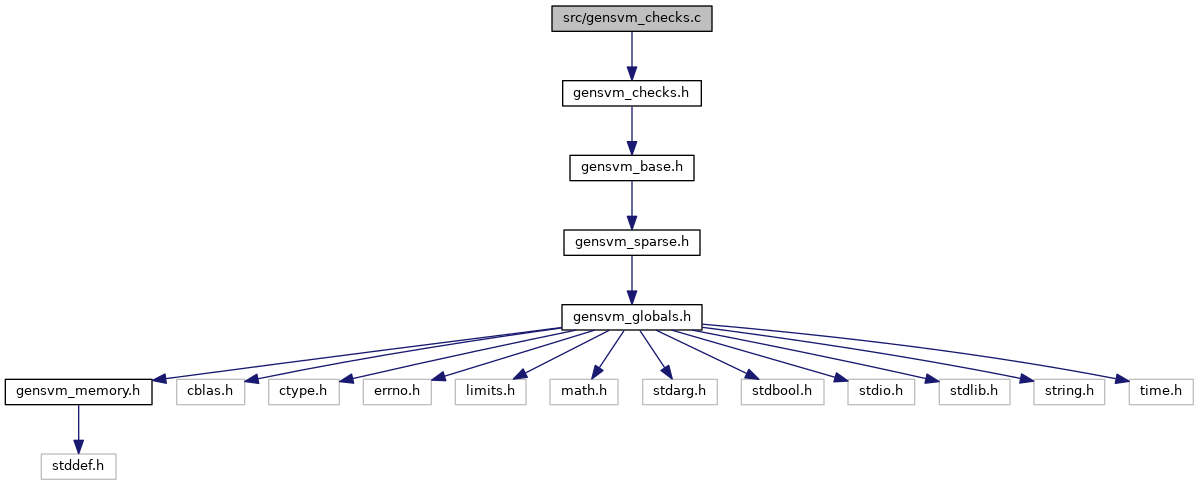 src/gensvm_checks.c
gensvm_checks.h
gensvm_base.h
gensvm_sparse.h
gensvm_globals.h
gensvm_memory.h
cblas.h
ctype.h
errno.h
limits.h
math.h
stdarg.h
stdbool.h
stdio.h
stdlib.h
string.h
time.h
stddef.h